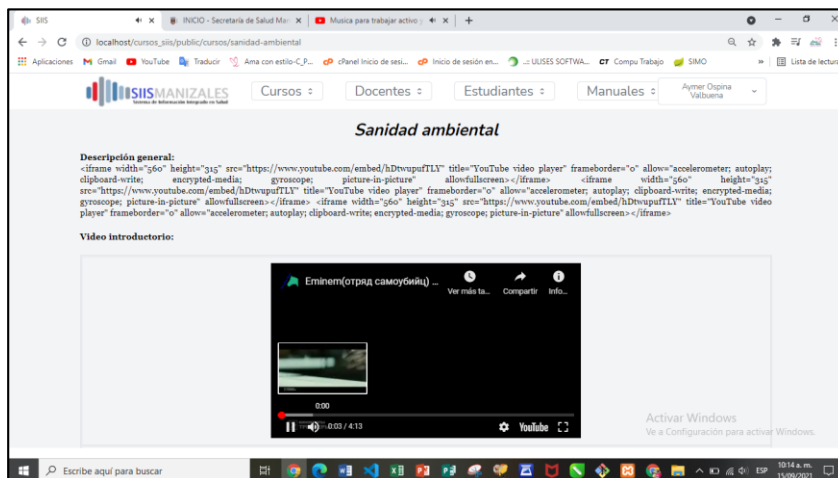 SIIS
INICIO - Secretaría de Salud Man
Musica para trabajar activo y
localhost/cursos_siis/public/cursos/sanidad-ambiental
Aplicaciones Gmail YouTube Traducir Ama con estilo-C_P... cPanel Inicio de sesi... Inicio de sesión en... ..:: ULISES SOFTWA... CT Compu Trabajo SIMO » Lista de lectura
SIISMANIZALES
Sistema de Información Integrado en Salud
Cursos Docentes Estudiantes Manuales Aymer Ospina
Valbuena
Sanidad ambiental
Descripción general:
<iframe width="560" height="315" src="https://www.youtube.com/embed/hDtwupufTLY" title="YouTube video player" frameborder="0" allow="accelerometer; autoplay;
clipboard-write; encrypted-media; gyroscope; picture-in-picture" allowfullscreen></iframe> <iframe width="560" height="315"
src="https://www.youtube.com/embed/hDtwupufTLY" title="YouTube video player" frameborder="0" allow="accelerometer; autoplay; clipboard-write; encrypted-media;
gyroscope; picture-in-picture" allowfullscreen></iframe> <iframe width="560" height="315" src="https://www.youtube.com/embed/hDtwupufTLY" title="YouTube video
player" frameborder="0" allow="accelerometer; autoplay; clipboard-write; encrypted-media; gyroscope; picture-in-picture" allowfullscreen></iframe>
Video introductorio:
Eminem(отряд самоубийц) ...
Ver más ta... Compartir Info...
0:00
0:03 / 4:13
YouTube
Activar Windows
Ve a Configuración para activar Windows.
Escribe aquí para buscar
ESP
10:14 a. m.
15/09/2021